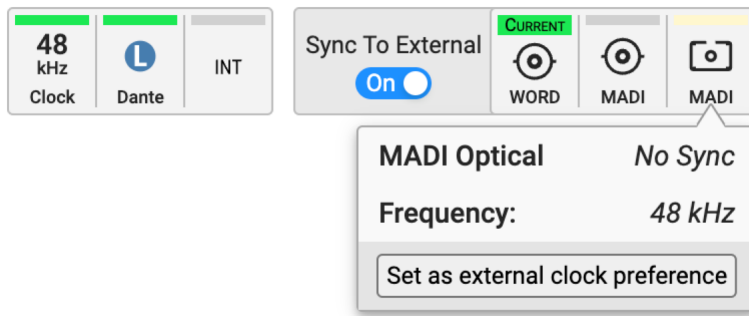 48
kHz
Clock
L
Dante
INT
Sync To External
On
CURRENT
WORD
MADI
MADI
MADI Optical No Sync
Frequency: 48 kHz
Set as external clock preference